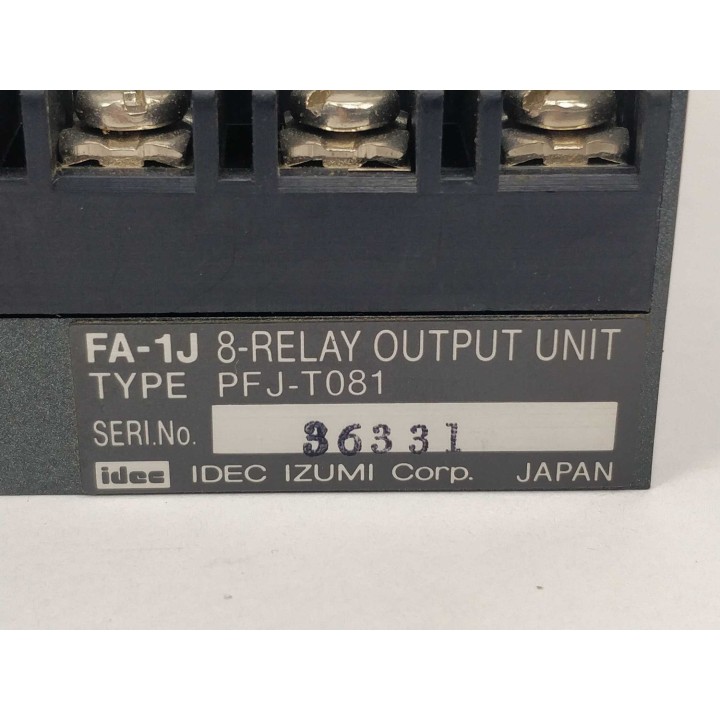 FA-1J 8-RELAY OUTPUT UNIT
TYPE PFJ-T081
SERI.No. 36331
idec IDEC IZUMI Corp. JAPAN